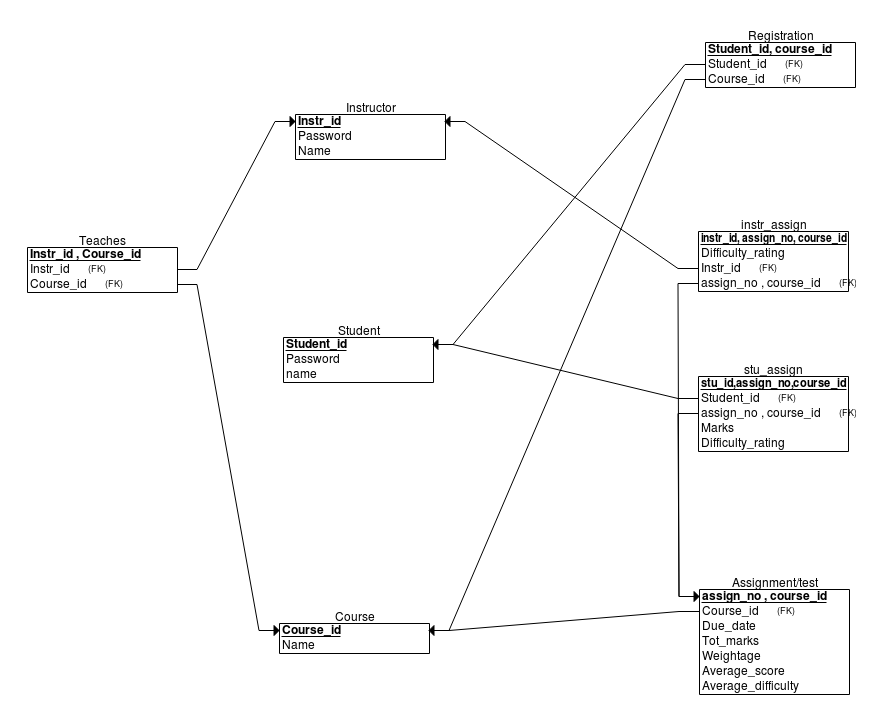 Registration
Student_id, course_id
Student_id (FK)
Course_id (FK)
Instructor
Instr_id
Password
Name
Teaches
Instr_id , Course_id
Instr_id (FK)
Course_id (FK)
instr_assign
instr_id, assign_no, course_id
Difficulty_rating
Instr_id (FK)
assign_no , course_id (FK)
Student
Student_id
Password
name
stu_assign
stu_id,assign_no,course_id
Student_id (FK)
assign_no , course_id (FK)
Marks
Difficulty_rating
Course
Course_id
Name
Assignment/test
assign_no , course_id
Course_id (FK)
Due_date
Tot_marks
Weightage
Average_score
Average_difficulty